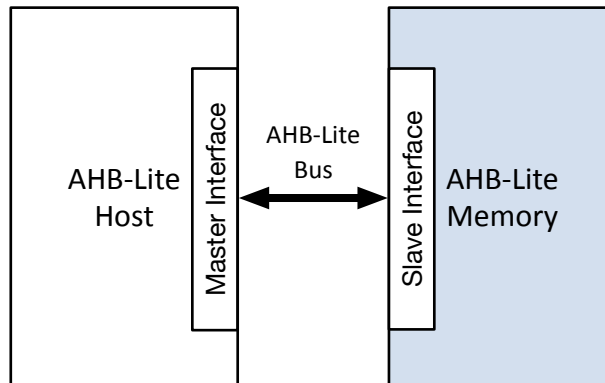 AHB-Lite
Host
Master Interface
AHB-Lite
Bus
Slave Interface
AHB-Lite
Memory